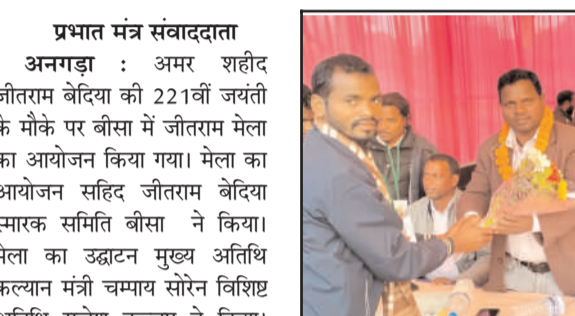 प्रभात मंत्र संवाददाता
अनगड़ा : अमर शहीद
जीतराम बेदिया की 221वीं जयंती
के मौके पर बीसा में जीतराम मेला
का आयोजन किया गया। मेला का
आयोजन सहिद जीतराम बेदिया
स्मारक समिति बीसा ने किया।
मेला का उद्घाटन मुख्य अतिथि
कल्यान मंत्री चम्पाय सोरेन विशिष्ट